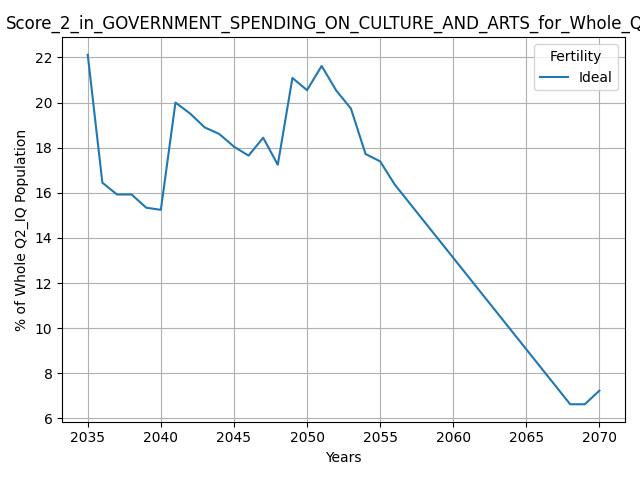 Score_2_in_GOVERNMENT_SPENDING_ON_CULTURE_AND_ARTS_for_Whole_Q
Fertility
Ideal
% of Whole Q2_IQ Population
22
20
18
16
14
12
10
8
6
2035 2040 2045 2050 2055 2060 2065 2070
Years